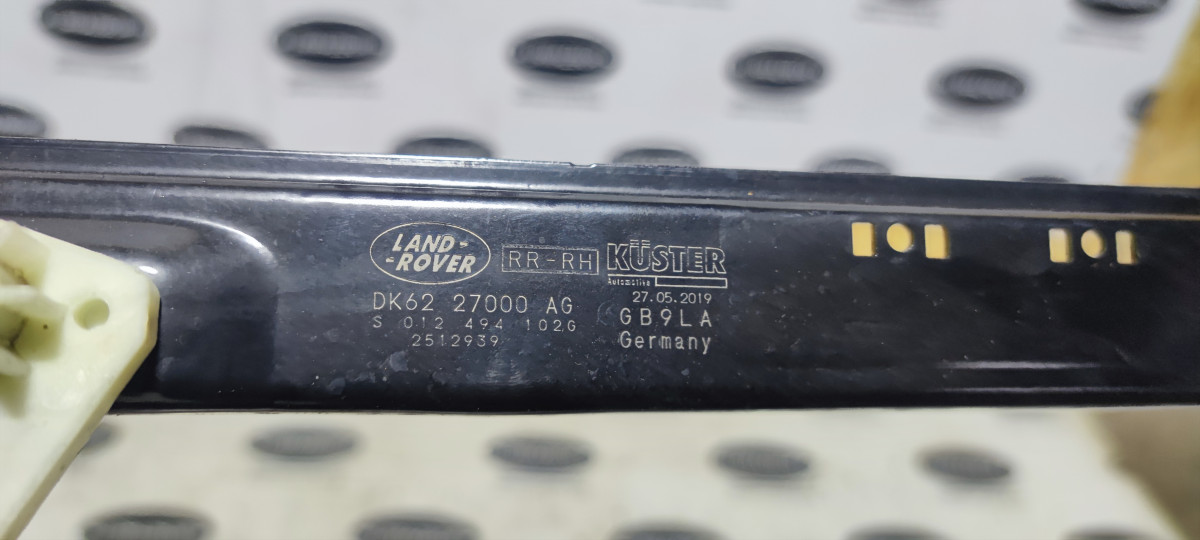 LAND-
-ROVER
RR-RH
KÜSTER
Automotive
DK62 27000 AG
27.05.2019
S 012 494 102G
GB9LA
2512939
Germany